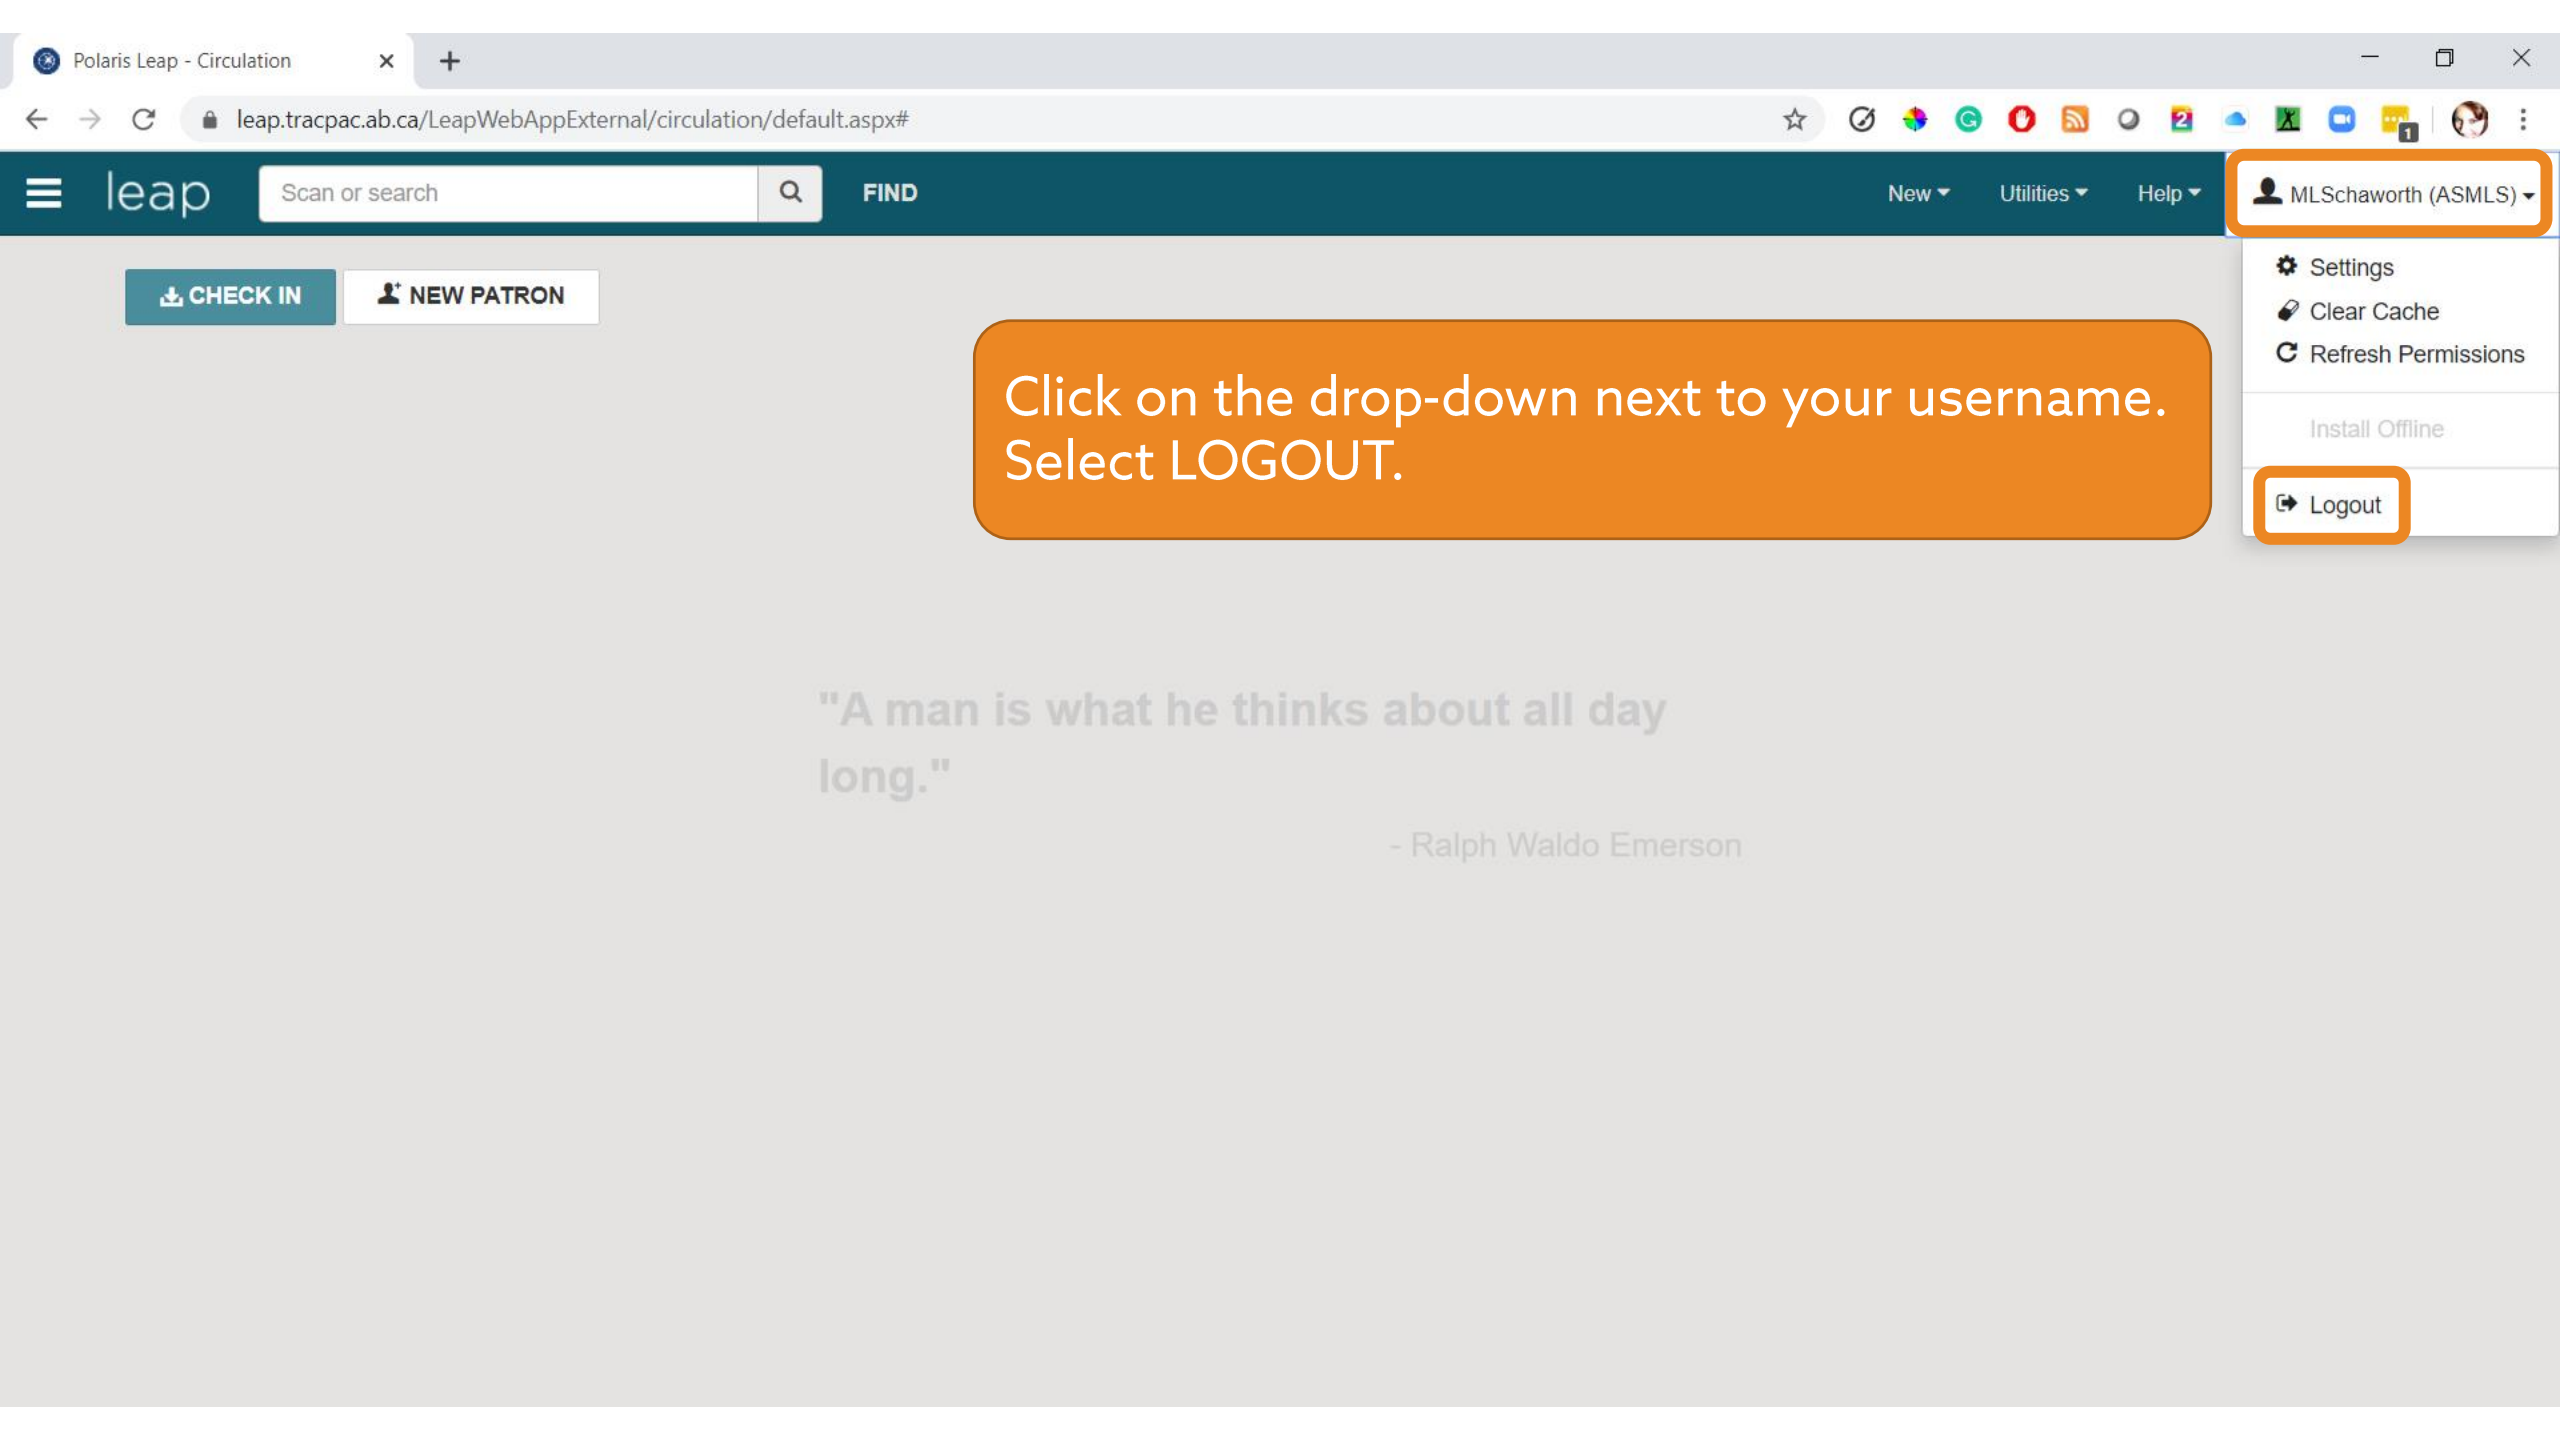 Polaris Leap - Circulation
leap.tracpac.ab.ca/LeapWebAppExternal/circulation/default.aspx#
1
leap
Scan or search
FIND
New
Utilities
Help
MLSchaworth (ASMLS)
CHECK IN
NEW PATRON
Settings
Clear Cache
Refresh Permissions
Install Offline
Logout
Click on the drop-down next to your username.
Select LOGOUT.
"A man is what he thinks about all day
long."
- Ralph Waldo Emerson